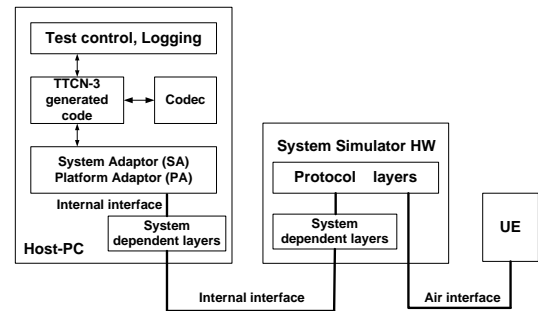 Test control, Logging
TTCN-3
generated
code
Codec
System Adaptor (SA)
Platform Adaptor (PA)
Internal interface
System
dependent layers
Host-PC
System Simulator HW
Protocol layers
System
dependent layers
UE
Internal interface
Air interface